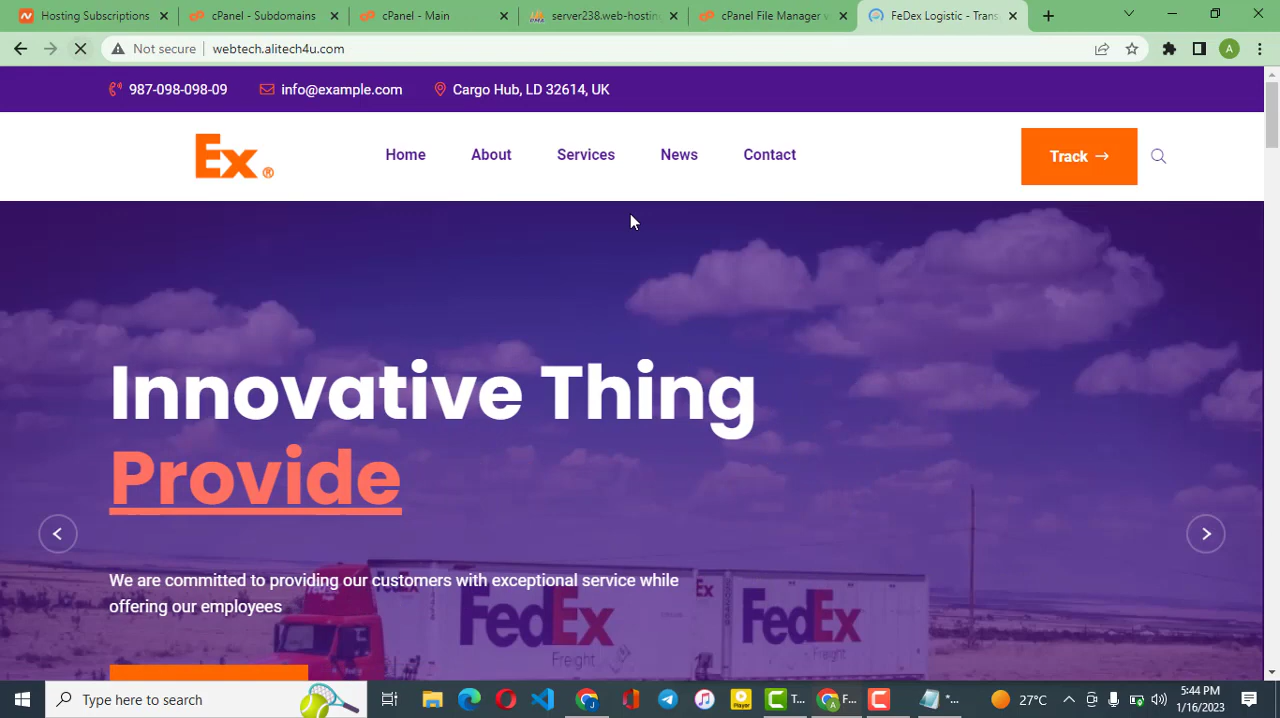 Hosting Subscriptions
cPanel - Subdomains
cPanel - Main
server238.web-hosting
cPanel File Manager v
FeDex Logistic - Trans
Not secure
webtech.alitech4u.com
A
987-098-098-09
info@example.com
Cargo Hub, LD 32614, UK
Ex®
Home
About
Services
News
Contact
Track →
Innovative Thing
Provide
We are committed to providing our customers with exceptional service while
offering our employees
FedEx
Freight
FedEx
Freight
Type here to search
Player
T...
F...
27°C
5:44 PM
1/16/2023